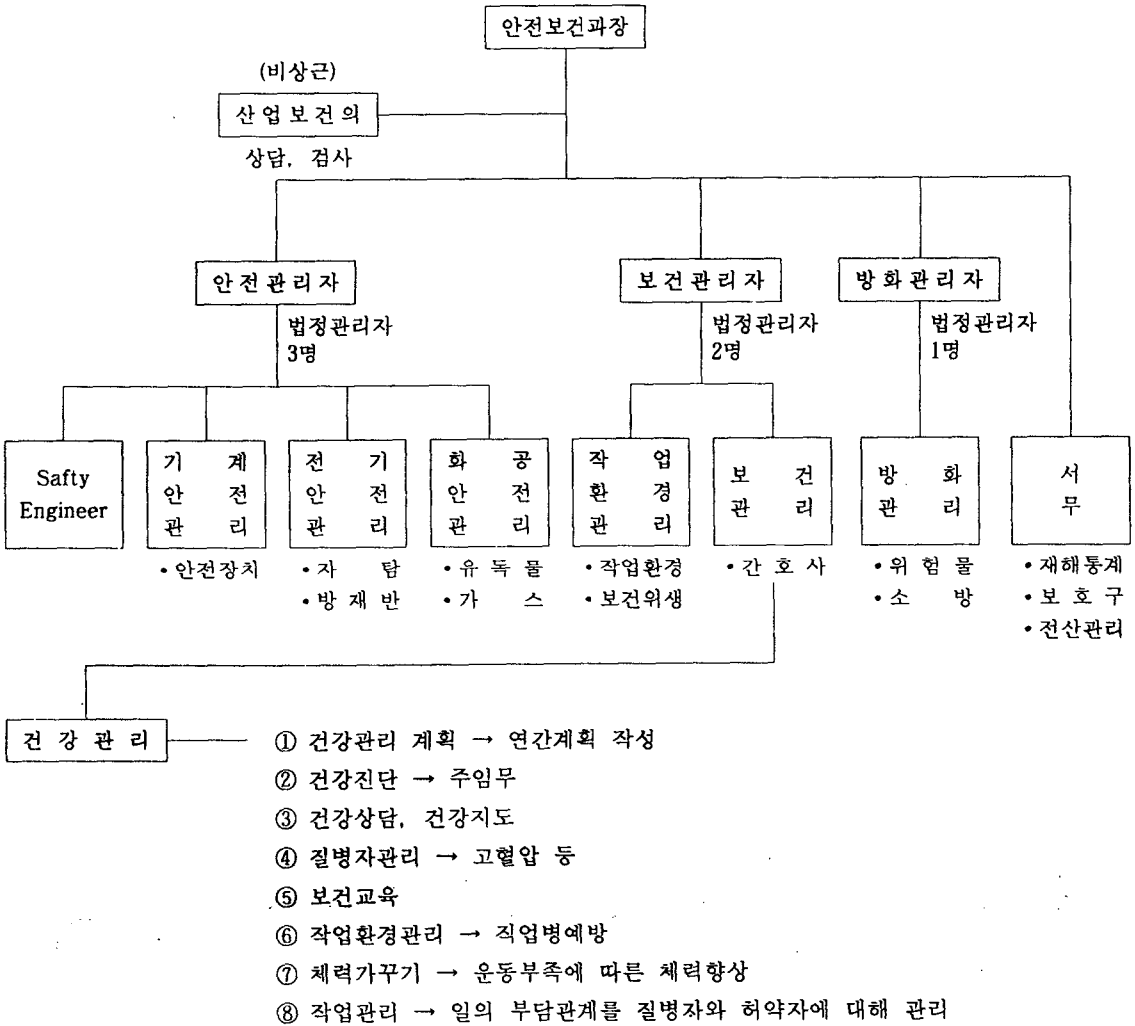 안전보건과장
(비상근)
산업보건의
상담, 검사
안전관리자
법정관리자
3명
보건관리자
법정관리자
2명
방화관리자
법정관리자
1명
Safty
Engineer
기 계
안 전
관 리
• 안전장치
전 기
안 전
관 리
• 자 탐
• 방 재 반
화 공
안 전
관 리
• 유 독 물
• 가 스
작 업
환 경
관 리
• 작업환경
• 보건위생
보 건
관 리
• 간 호 사
방 화
관 리
• 위 험 물
• 소 방
서
무
• 재해통계
• 보 호 구
• 전산관리
건 강 관 리
① 건강관리 계획 → 연간계획 작성
② 건강진단 → 주임무
③ 건강상담, 건강지도
④ 질병자관리 → 고혈압 등
⑤ 보건교육
⑥ 작업환경관리 → 직업병예방
⑦ 체력가꾸기 → 운동부족에 따른 체력향상
⑧ 작업관리 → 일의 부담관계를 질병자와 허약자에 대해 관리